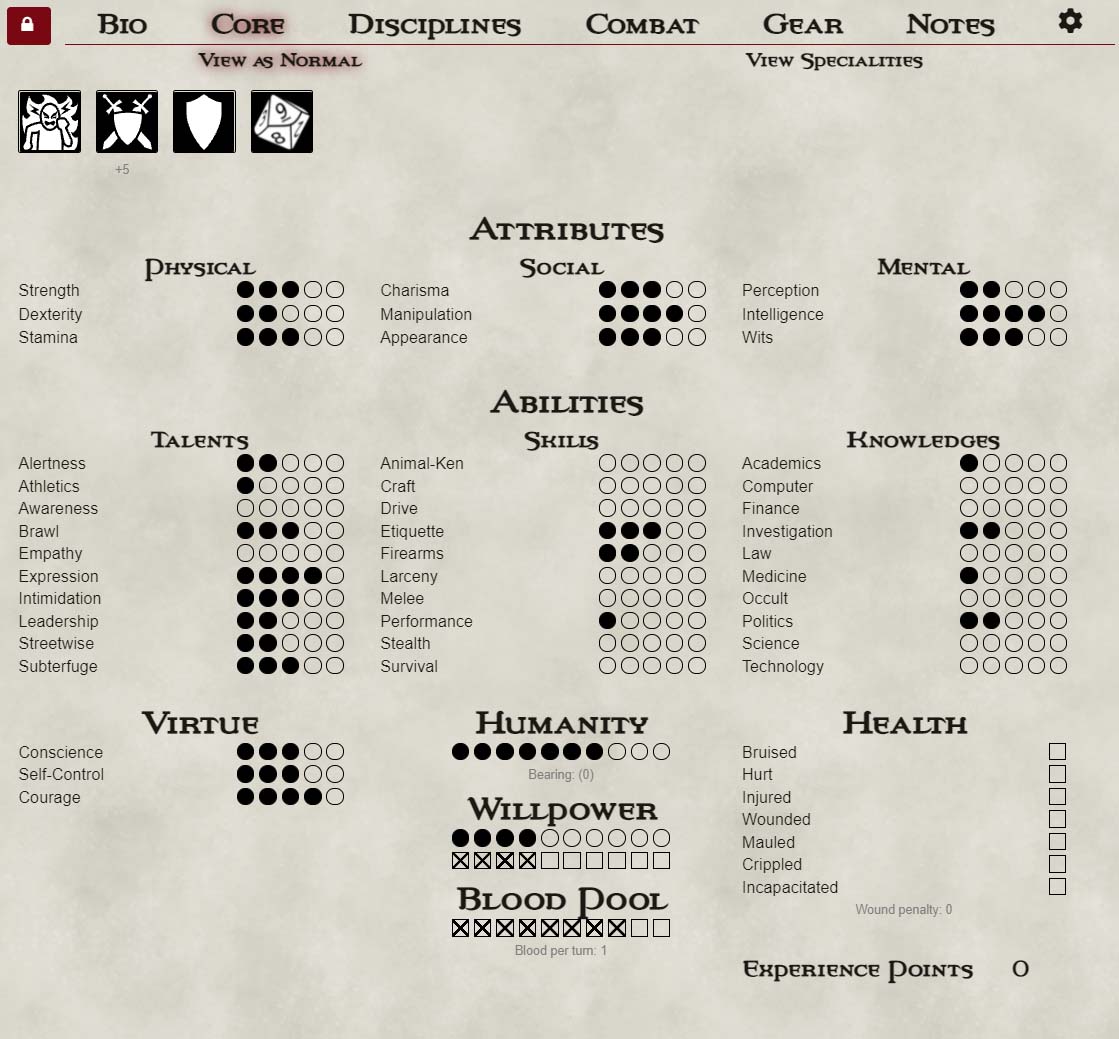 Bio Core Disciplines Combat Gear Notes
View as Normal View Specialities
9 8
+5
Attributes
Physical Social Mental
Strength Charisma Perception
Dexterity Manipulation Intelligence
Stamina Appearance Wits
Abilities
Talents Skills Knowledges
Alertness Animal-Ken Academics
Athletics Craft Computer
Awareness Drive Finance
Brawl Etiquette Investigation
Empathy Firearms Law
Expression Larceny Medicine
Intimidation Melee Occult
Leadership Performance Politics
Streetwise Stealth Science
Subterfuge Survival Technology
Virtue Humanity Health
Conscience Bruised
Self-Control Bearing: (0) Hurt
Courage Injured
Willpower Wounded
Mauled
Crippled
Blood Pool Incapacitated
Wound penalty: 0
Blood per turn: 1
Experience Points 0